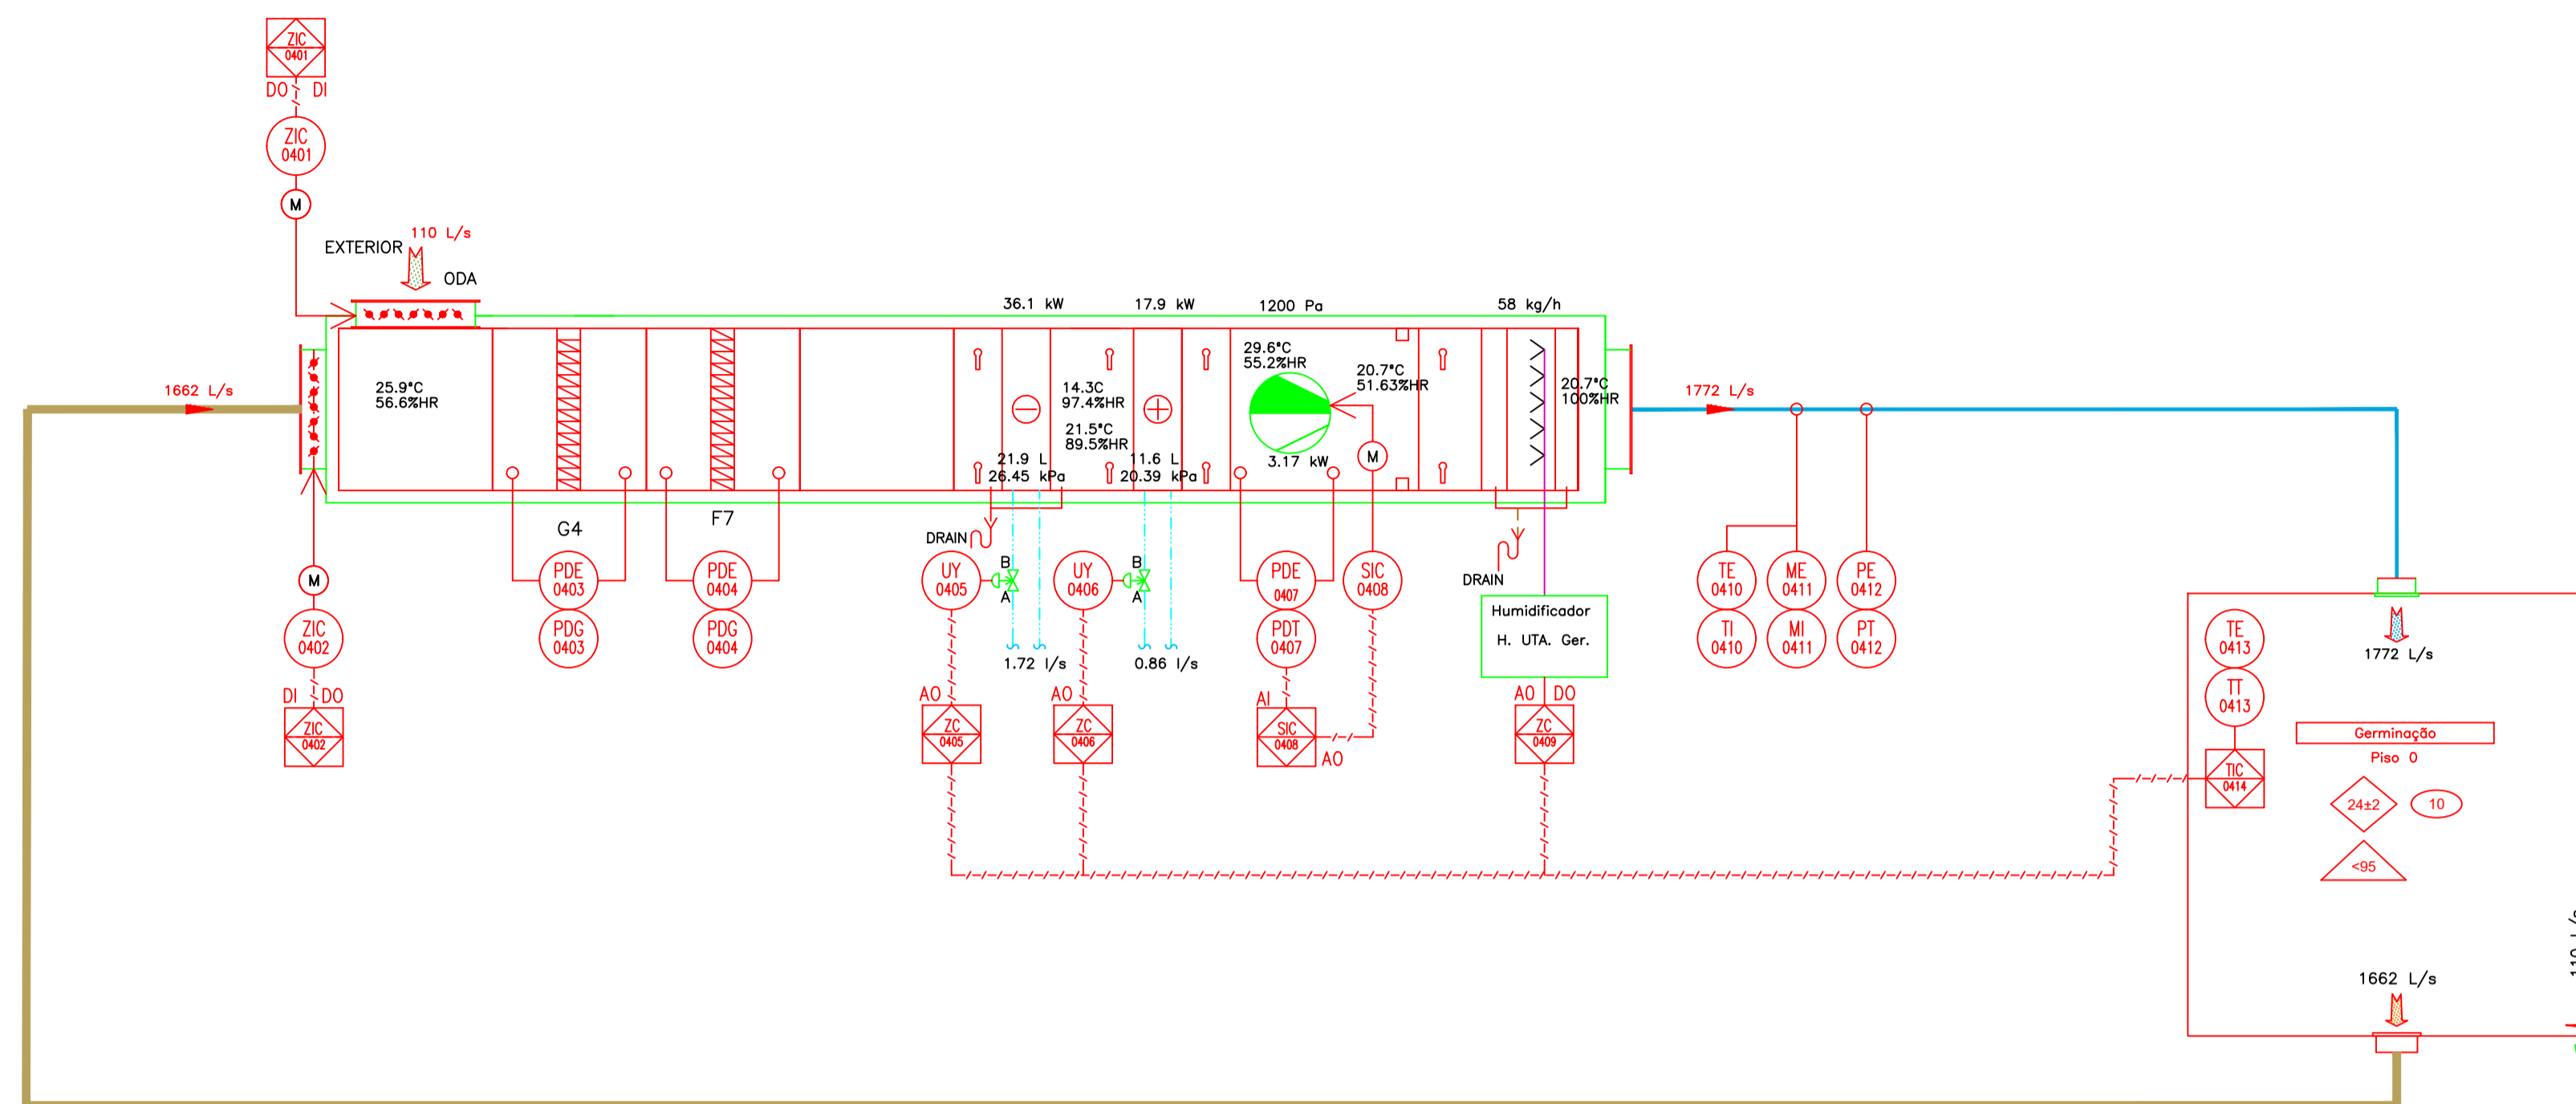 ZIC
0401
DO DI
ZIC
0401
M
110 L/s
EXTERIOR
ODA
36.1 kW
17.9 kW
1200 Pa
58 kg/h
1662 L/s
25.9°C
56.6%HR
14.3C
97.4%HR
21.5°C
89.5%HR
21.9 L
26.45 kPa
11.6 L
20.39 kPa
29.6°C
55.2%HR
20.7°C
51.63%HR
3.17 kW
M
20.7°C
100%HR
1772 L/s
G4
F7
DRAIN
DRAIN
M
ZIC
0402
DI DO
ZIC
0402
PDE
0403
PDG
0403
PDE
0404
PDG
0404
UY
0405
B
A
UY
0406
B
A
1.72 l/s
0.86 l/s
PDE
0407
PDT
0407
SIC
0408
Humidificador
H. UTA. Ger.
AO
ZC
0405
AO
ZC
0406
AI
SIC
0408
AO
AO DO
ZC
0409
TE
0410
TI
0410
ME
0411
MI
0411
PE
0412
PT
0412
TE
0413
TT
0413
TIC
0414
1772 L/s
Germinação
Piso 0
24±2
10
<95
1662 L/s
110 L/s